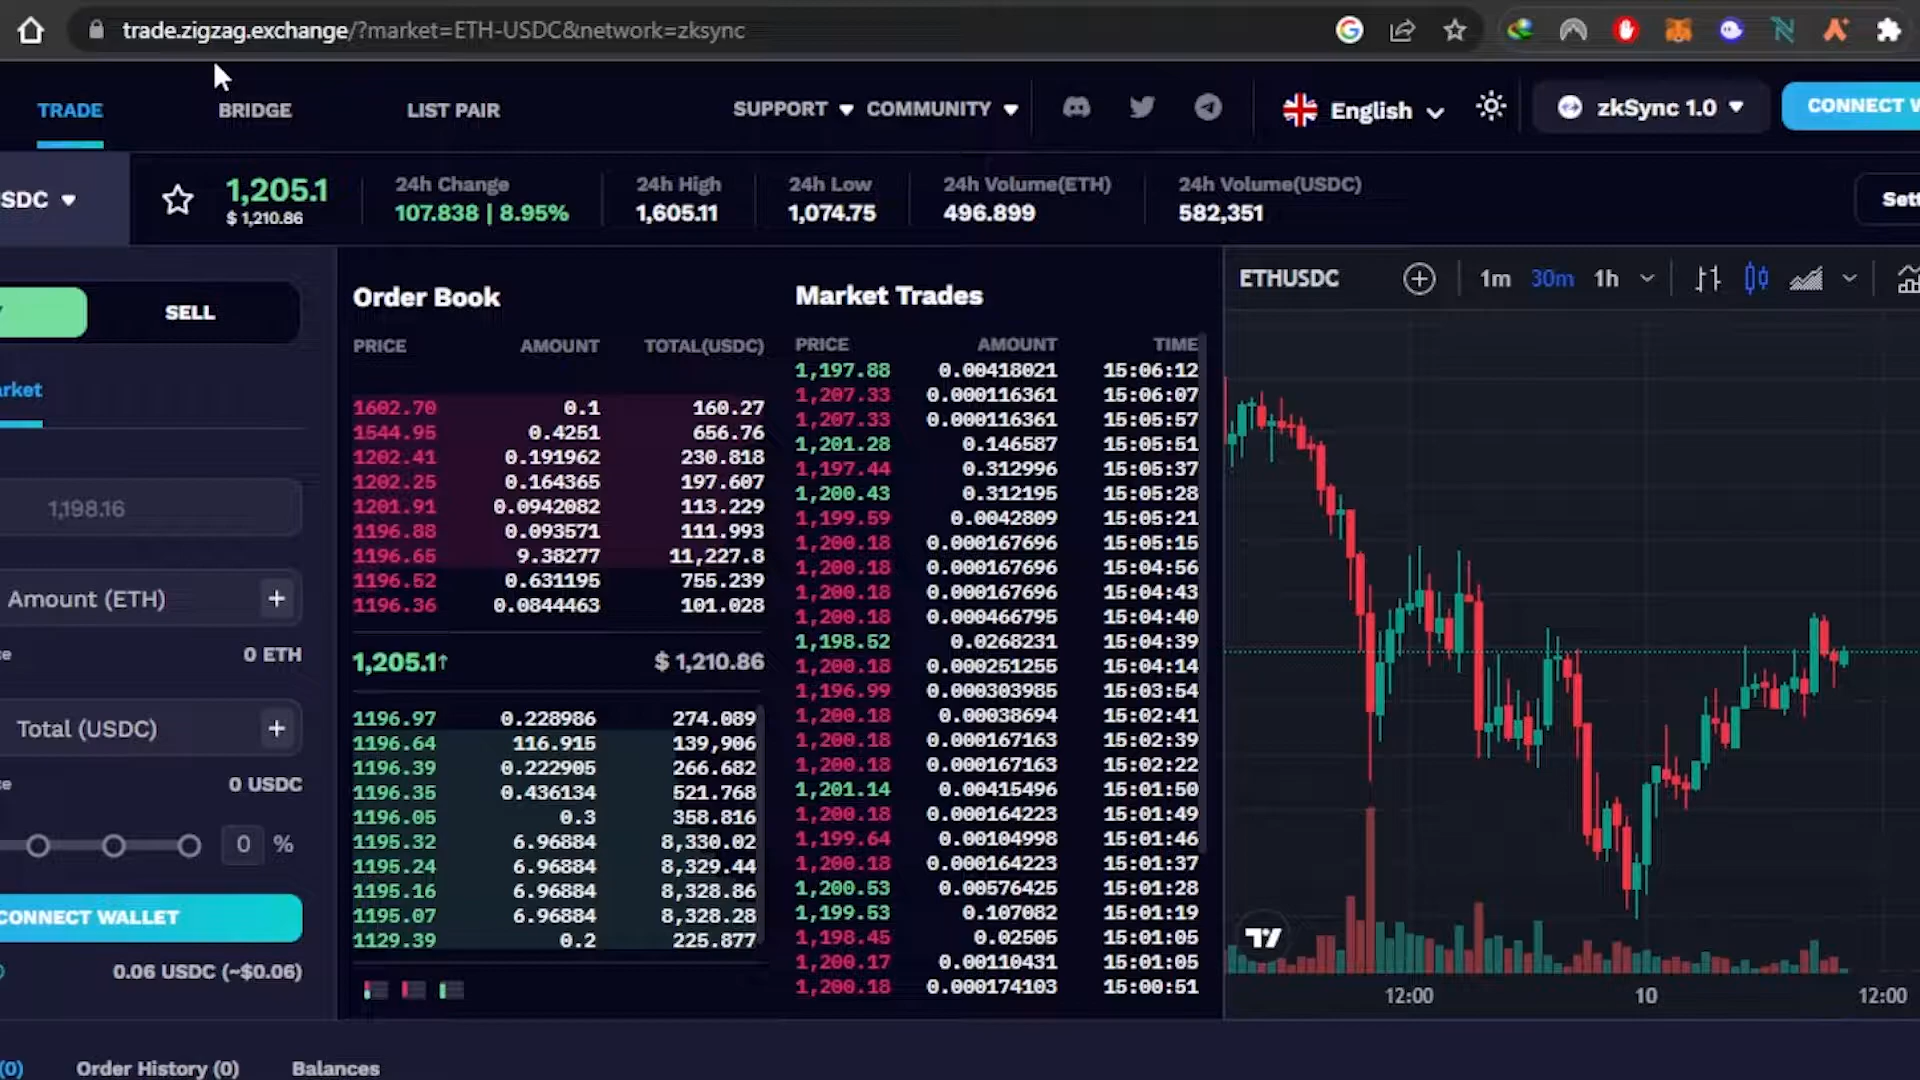 trade.zigzag.exchange/?market=ETH-USDC&network=zksync
TRADE BRIDGE LIST PAIR SUPPORT COMMUNITY English zkSync 1.0 CONNECT W
SDC 1,205.1 $ 1,210.86 24h Change 107.838 | 8.95% 24h High 1,605.11 24h Low 1,074.75 24h Volume(ETH) 496.899 24h Volume(USDC) 582,351 Sett
SELL
arket
1,198.16
Amount (ETH) +
ce 0 ETH
Total (USDC) +
ce 0 USDC
0 %
CONNECT WALLET
0.06 USDC (~$0.06)
Order Book
PRICE AMOUNT TOTAL(USDC)
1602.70 0.1 160.27
1544.95 0.4251 656.76
1202.41 0.191962 230.818
1202.25 0.164365 197.607
1201.91 0.0942082 113.229
1196.88 0.093571 111.993
1196.65 9.38277 11,227.8
1196.52 0.631195 755.239
1196.36 0.0844463 101.028
1,205.1↑ $ 1,210.86
1196.97 0.228986 274.089
1196.64 116.915 139,906
1196.39 0.222905 266.682
1196.35 0.436134 521.768
1196.05 0.3 358.816
1195.32 6.96884 8,330.02
1195.24 6.96884 8,329.44
1195.16 6.96884 8,328.86
1195.07 6.96884 8,328.28
1129.39 0.2 225.877
Market Trades
PRICE AMOUNT TIME
1,197.88 0.00418021 15:06:12
1,207.33 0.000116361 15:06:07
1,207.33 0.000116361 15:05:57
1,201.28 0.146587 15:05:51
1,197.44 0.312996 15:05:37
1,200.43 0.312195 15:05:28
1,199.59 0.0042809 15:05:21
1,200.18 0.000167696 15:05:15
1,200.18 0.000167696 15:04:56
1,200.18 0.000167696 15:04:43
1,200.18 0.000466795 15:04:40
1,198.52 0.0268231 15:04:39
1,200.18 0.000251255 15:04:14
1,196.99 0.000303985 15:03:54
1,200.18 0.00038694 15:02:41
1,200.18 0.000167163 15:02:39
1,200.18 0.000167163 15:02:22
1,201.14 0.00415496 15:01:50
1,200.18 0.000164223 15:01:49
1,199.64 0.00104998 15:01:46
1,200.18 0.000164223 15:01:37
1,200.53 0.00576425 15:01:28
1,199.53 0.107082 15:01:19
1,198.45 0.02505 15:01:05
1,200.17 0.00110431 15:01:05
1,200.18 0.000174103 15:00:51
ETHUSDC 1m 30m 1h
12:00 10 12:00
(0) Order History (0) Balances